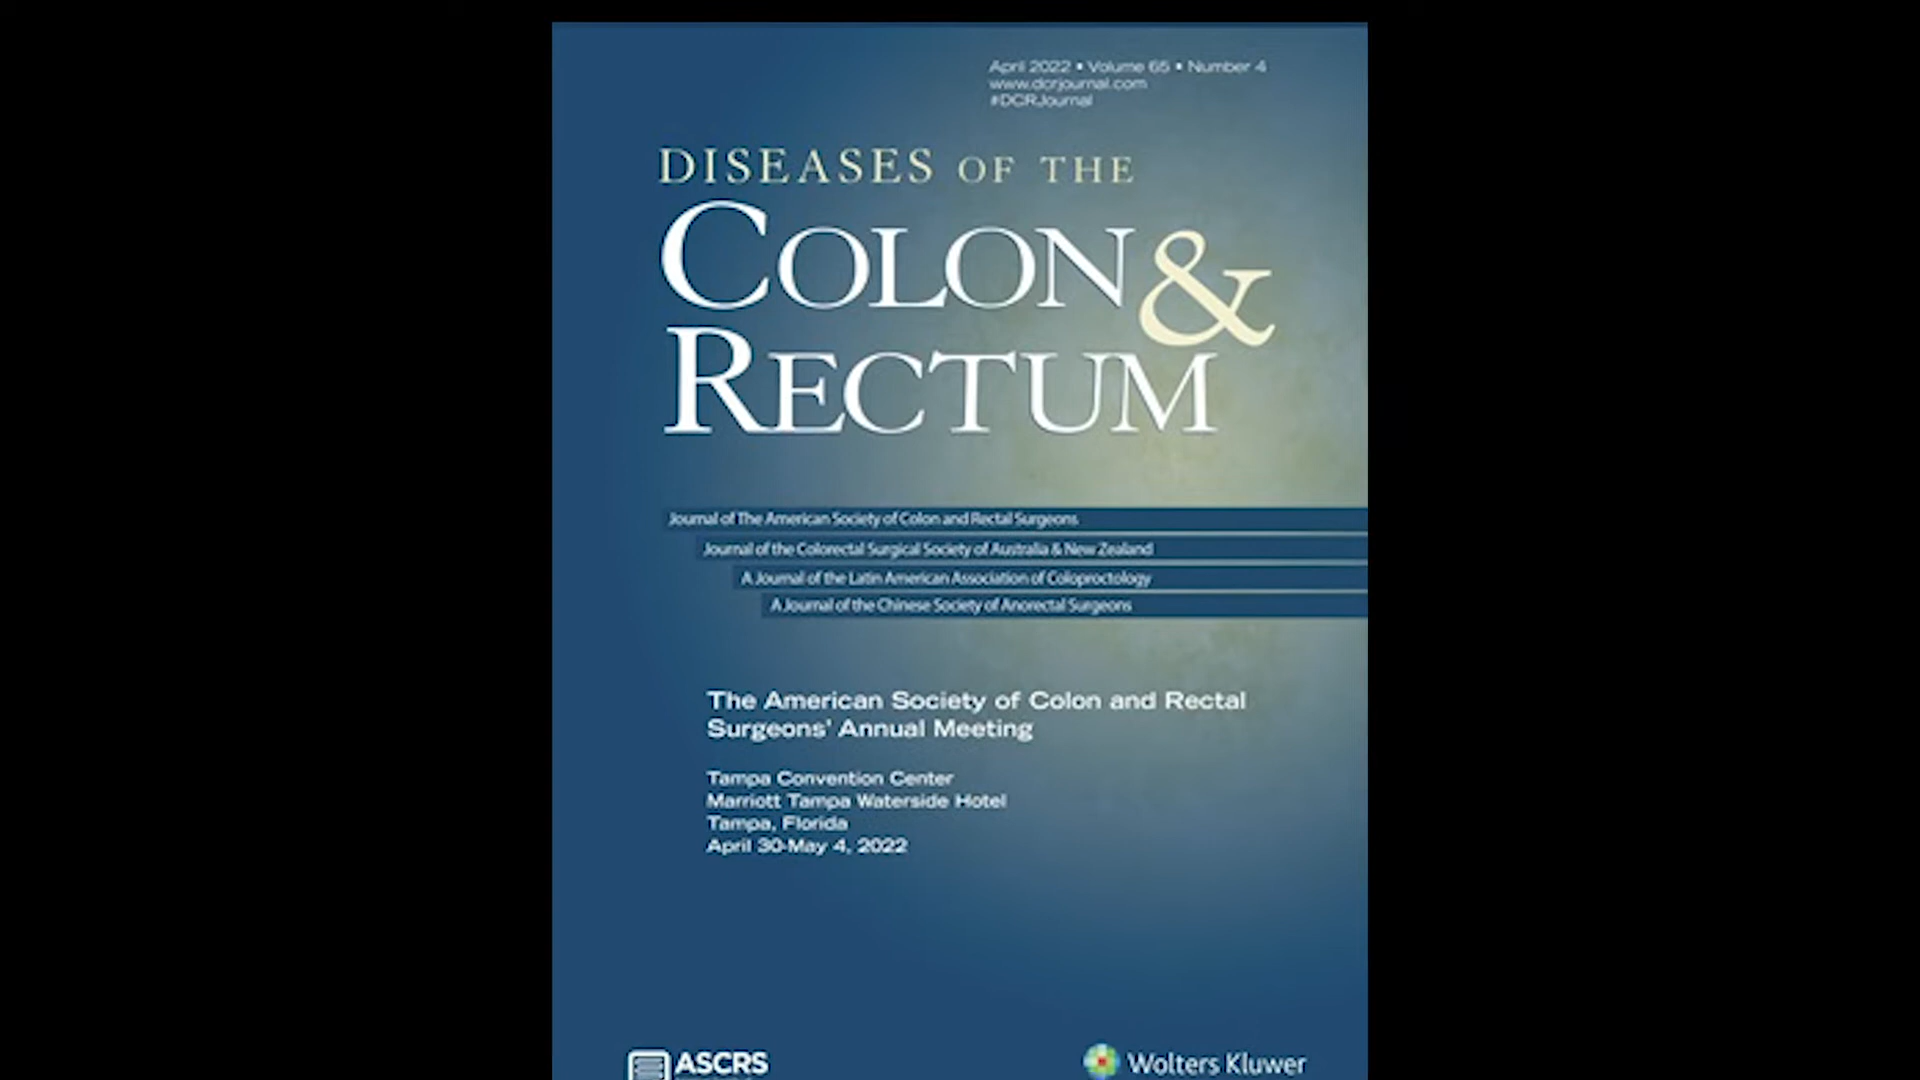 April 2022 • Volume 65 • Number 4
www.dcrjournal.com
#DCRJournal
DISEASES OF THE
COLON &
RECTUM
Journal of The American Society of Colon and Rectal Surgeons
Journal of the Colorectal Surgical Society of Australia & New Zealand
A Journal of the Latin American Association of Coloproctology
A Journal of the Chinese Society of Anorectal Surgeons
The American Society of Colon and Rectal
Surgeons' Annual Meeting
Tampa Convention Center
Marriott Tampa Waterside Hotel
Tampa, Florida
April 30-May 4, 2022
ASCRS
Wolters Kluwer